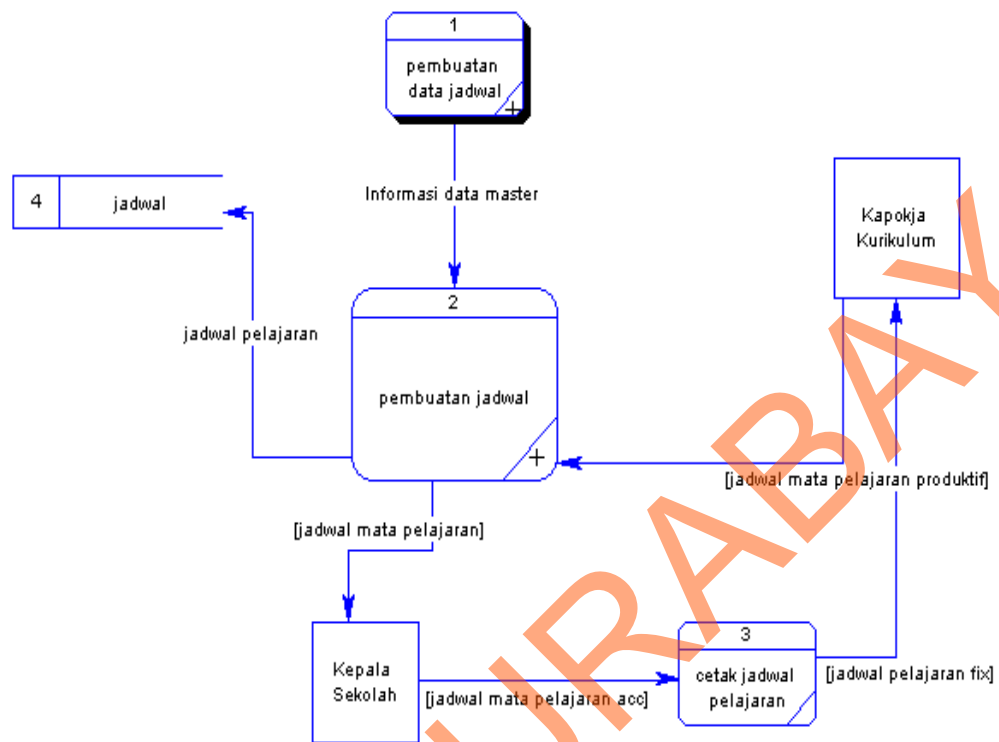 1
pembuatan
data jadwal
Informasi data master
4
jadwal
Kapokja
Kurikulum
2
jadwal pelajaran
pembuatan jadwal
[jadwal mata pelajaran produktif]
[jadwal mata pelajaran]
3
Kepala
Sekolah
cetak jadwal
pelajaran
[jadwal pelajaran fix]
[jadwal mata pelajaran acc]
URABAY